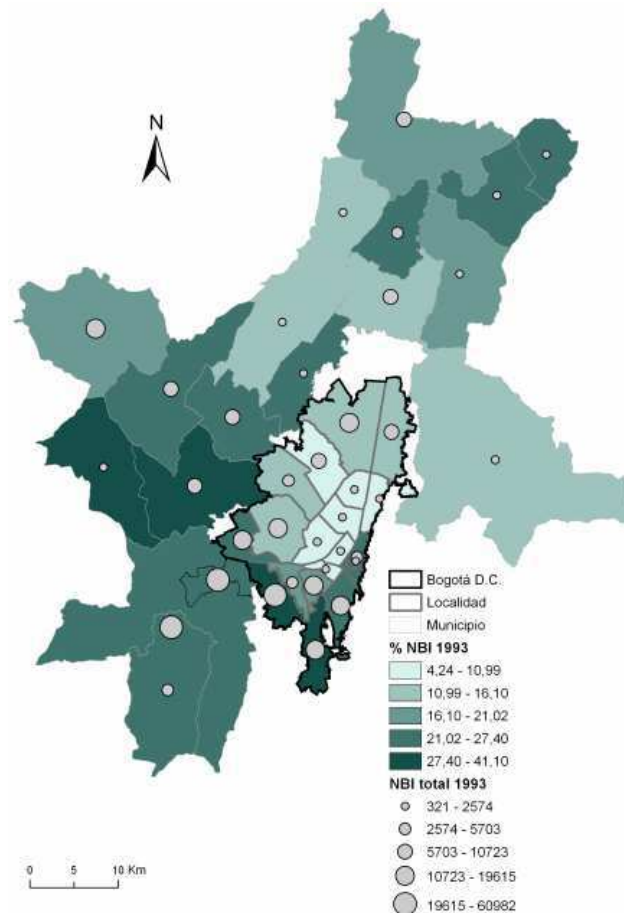 N
Bogotá D.C.
Localidad
Municipio
% NBI 1993
4,24 - 10,99
10,99 - 16,10
16,10 - 21,02
21,02 - 27,40
27,40 - 41,10
NBI total 1993
321 - 2574
2574 - 5703
5703 - 10723
10723 - 19615
19615 - 60982
0 5 10 Km